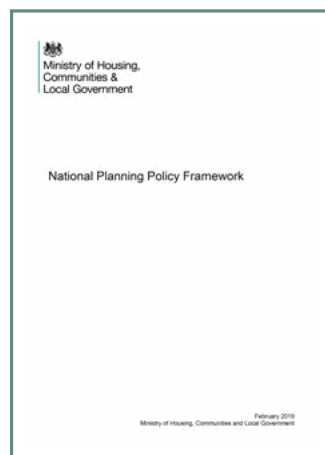 Ministry of Housing,
Communities &
Local Government
National Planning Policy Framework
February 2019
Ministry of Housing, Communities and Local Government